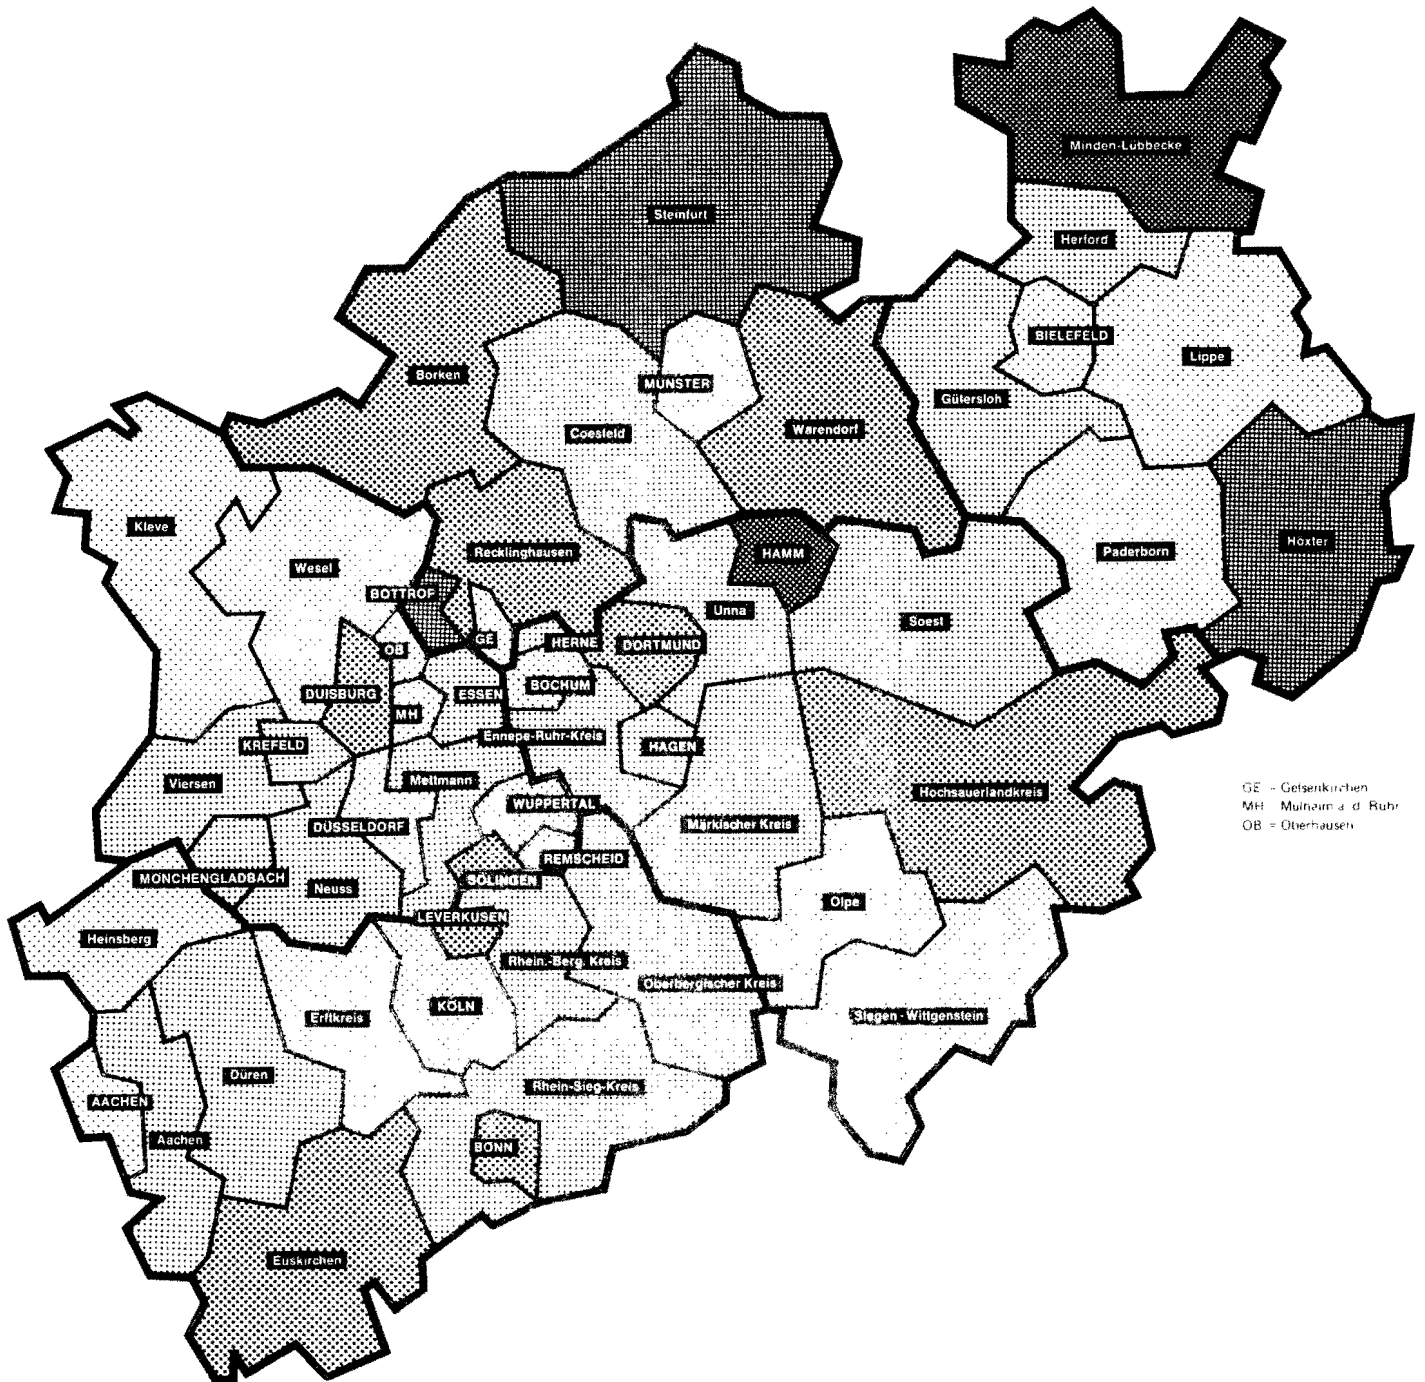 Minden-Lübbecke
Steinfurt
Herford
BIELEFELD
Lippe
Borken
MÜNSTER
Gütersloh
Coesfeld
Warendorf
Kleve
Höxter
Recklinghausen
HAMM
Paderborn
Wesel
BOTTROP
Unna
Soest
GE
HERNE
DORTMUND
OB
DUISBURG
ESSEN
BOCHUM
MH
Ennepe-Ruhr-Kreis
KREFELD
HAGEN
Viersen
Mettmann
Hochsauerlandkreis
GE = Gelsenkirchen
MH = Mülheim a. d. Ruhr
OB = Oberhausen
WUPPERTAL
DÜSSELDORF
Märkischer Kreis
REMSCHEID
MÖNCHENGLADBACH
Neuss
SOLINGEN
Olpe
LEVERKUSEN
Heinsberg
Rhein.-Berg. Kreis
Oberbergischer Kreis
KÖLN
Erftkreis
Siegen-Wittgenstein
Düren
Rhein-Sieg-Kreis
AACHEN
Aachen
BONN
Euskirchen